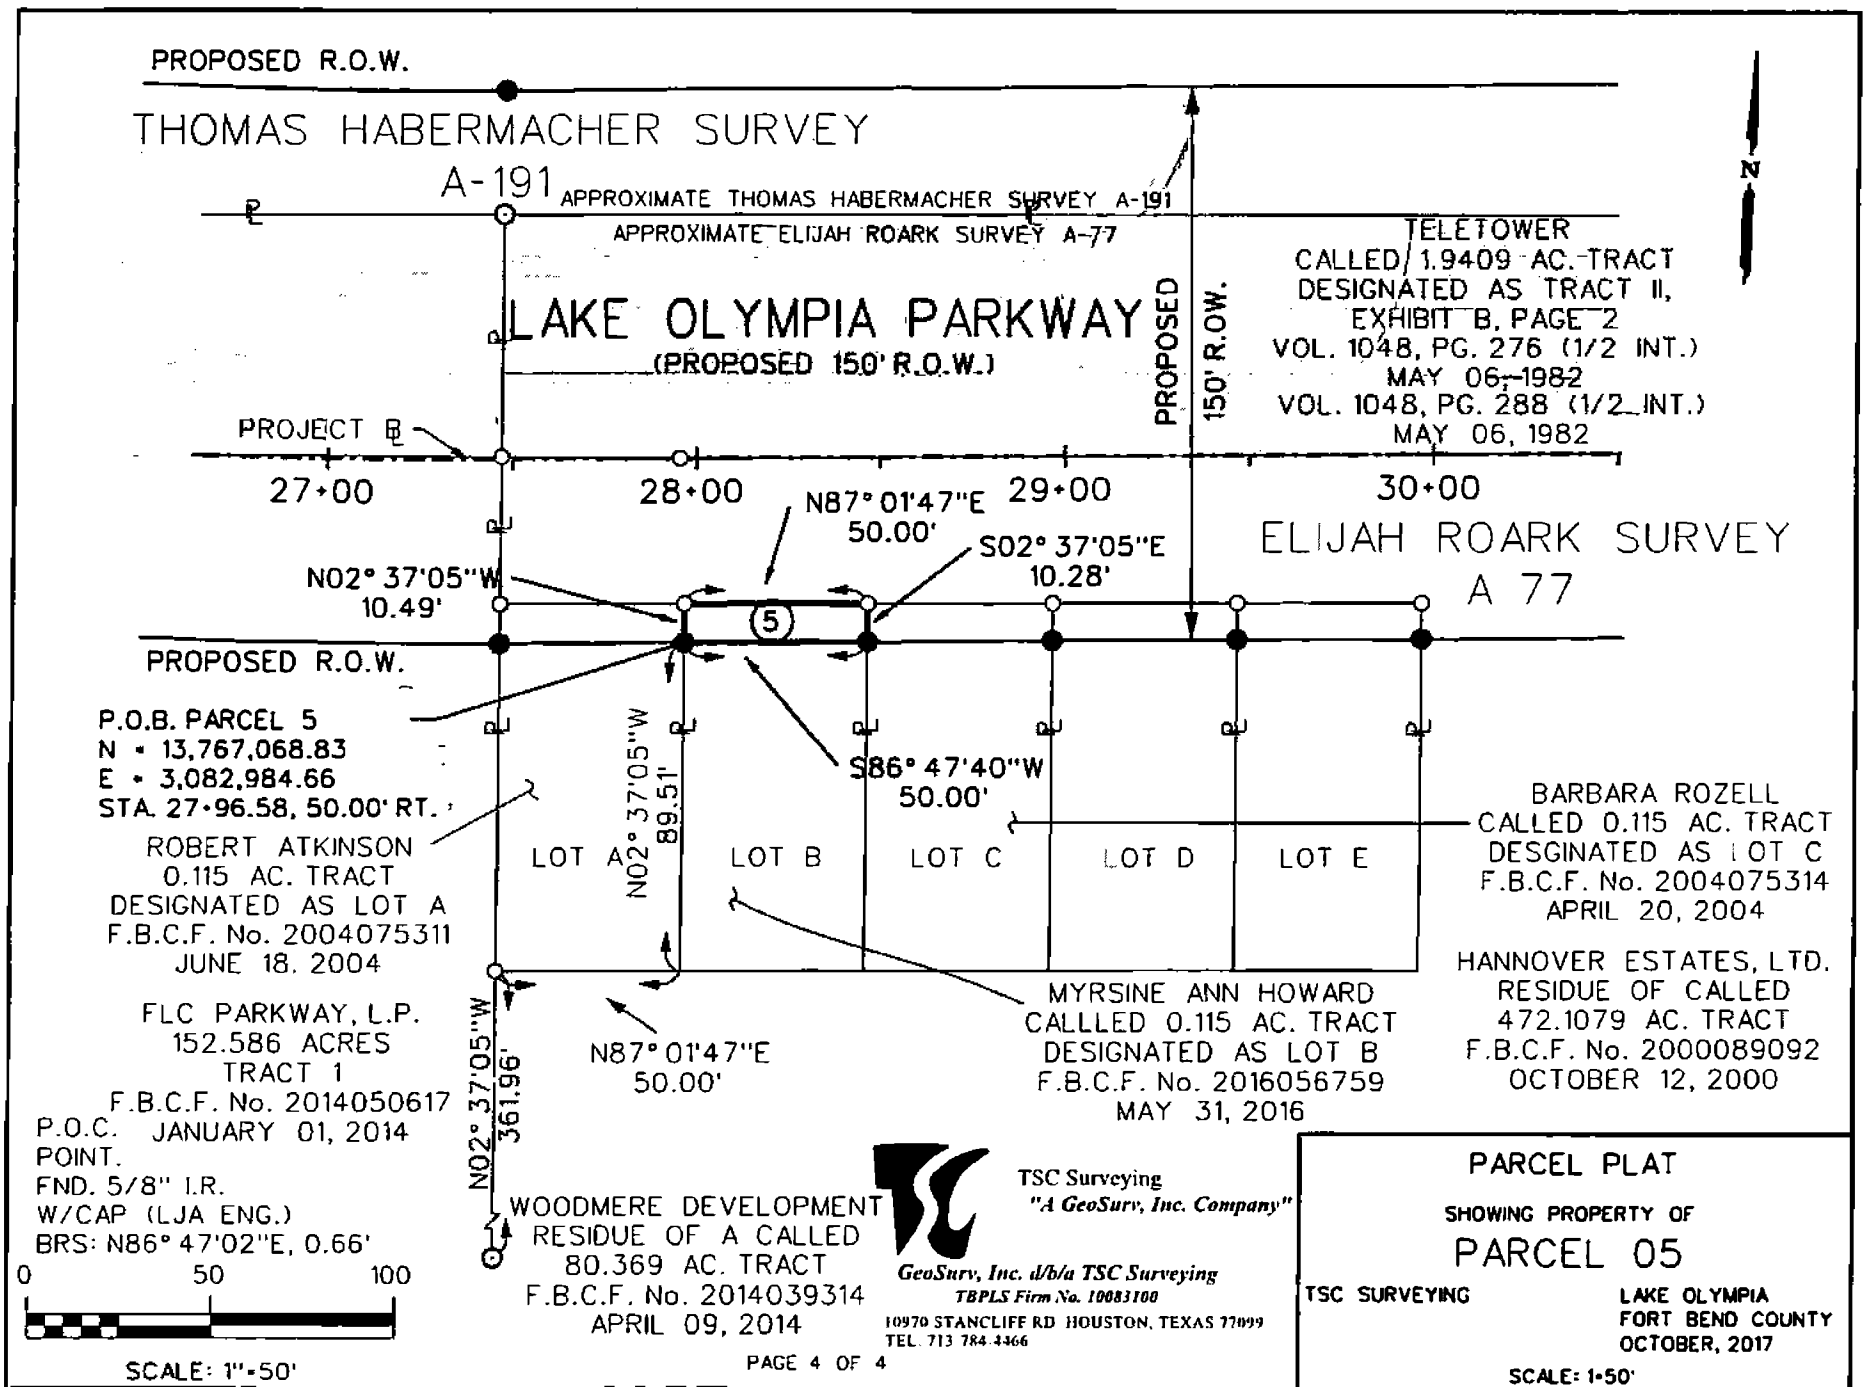 PROPOSED R.O.W.
THOMAS HABERMACHER SURVEY
A-191
APPROXIMATE THOMAS HABERMACHER SURVEY A-191
APPROXIMATE ELIJAH ROARK SURVEY A-77
N
TELETOWER
CALLED 1.9409 AC. TRACT
DESIGNATED AS TRACT II,
EXHIBIT B, PAGE 2
VOL. 1048, PG. 276 (1/2 INT.)
MAY 06, 1982
VOL. 1048, PG. 288 (1/2 INT.)
MAY 06, 1982
LAKE OLYMPIA PARKWAY
(PROPOSED 150' R.O.W.)
PROPOSED
150' R.O.W.
PROJECT BL
27+00
28+00
29+00
30+00
N87°01'47"E
50.00'
S02°37'05"E
10.28'
ELIJAH ROARK SURVEY
A 77
N02°37'05"W
10.49'
5
PROPOSED R.O.W.
P.O.B. PARCEL 5
N = 13,767,068.83
E = 3,082,984.66
STA. 27+96.58, 50.00' RT.
N02°37'05"W
89.51'
S86°47'40"W
50.00'
ROBERT ATKINSON
0.115 AC. TRACT
DESIGNATED AS LOT A
F.B.C.F. No. 2004075311
JUNE 18, 2004
LOT A
LOT B
LOT C
LOT D
LOT E
BARBARA ROZELL
CALLED 0.115 AC. TRACT
DESGINATED AS LOT C
F.B.C.F. No. 2004075314
APRIL 20, 2004
FLC PARKWAY, L.P.
152.586 ACRES
TRACT 1
F.B.C.F. No. 2014050617
JANUARY 01, 2014
N02°37'05"W
361.96'
N87°01'47"E
50.00'
MYRSINE ANN HOWARD
CALLLED 0.115 AC. TRACT
DESIGNATED AS LOT B
F.B.C.F. No. 2016056759
MAY 31, 2016
HANNOVER ESTATES, LTD.
RESIDUE OF CALLED
472.1079 AC. TRACT
F.B.C.F. No. 2000089092
OCTOBER 12, 2000
P.O.C.
POINT.
FND. 5/8" I.R.
W/CAP (LJA ENG.)
BRS: N86°47'02"E, 0.66'
0 50 100
SCALE: 1"=50'
WOODMERE DEVELOPMENT
RESIDUE OF A CALLED
80.369 AC. TRACT
F.B.C.F. No. 2014039314
APRIL 09, 2014
PAGE 4 OF 4
TSC Surveying
"A GeoSurv, Inc. Company"
GeoSurv, Inc. d/b/a TSC Surveying
TBPLS Firm No. 10083100
10970 STANCLIFF RD HOUSTON, TEXAS 77099
TEL. 713 784-4466
PARCEL PLAT
SHOWING PROPERTY OF
PARCEL 05
TSC SURVEYING
LAKE OLYMPIA
FORT BEND COUNTY
OCTOBER, 2017
SCALE: 1=50'